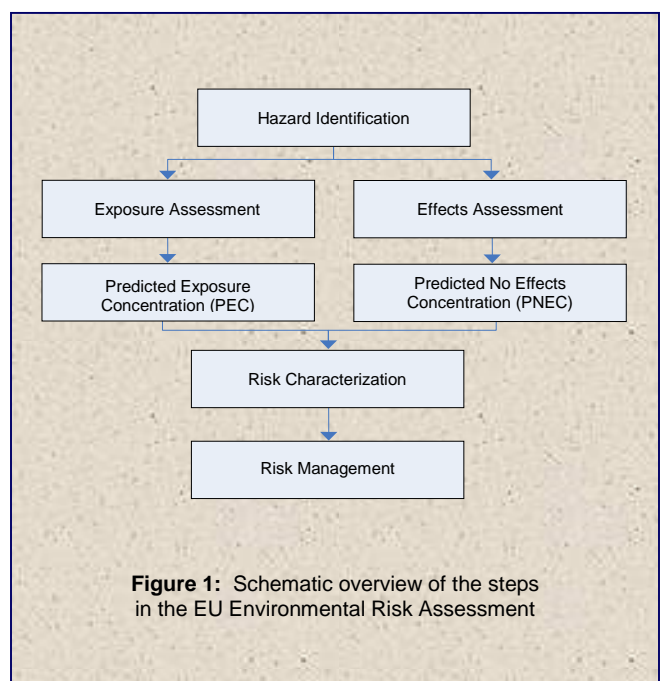 Hazard Identification
Exposure Assessment
Effects Assessment
Predicted Exposure
Concentration (PEC)
Predicted No Effects
Concentration (PNEC)
Risk Characterization
Risk Management
Figure 1: Schematic overview of the steps
in the EU Environmental Risk Assessment